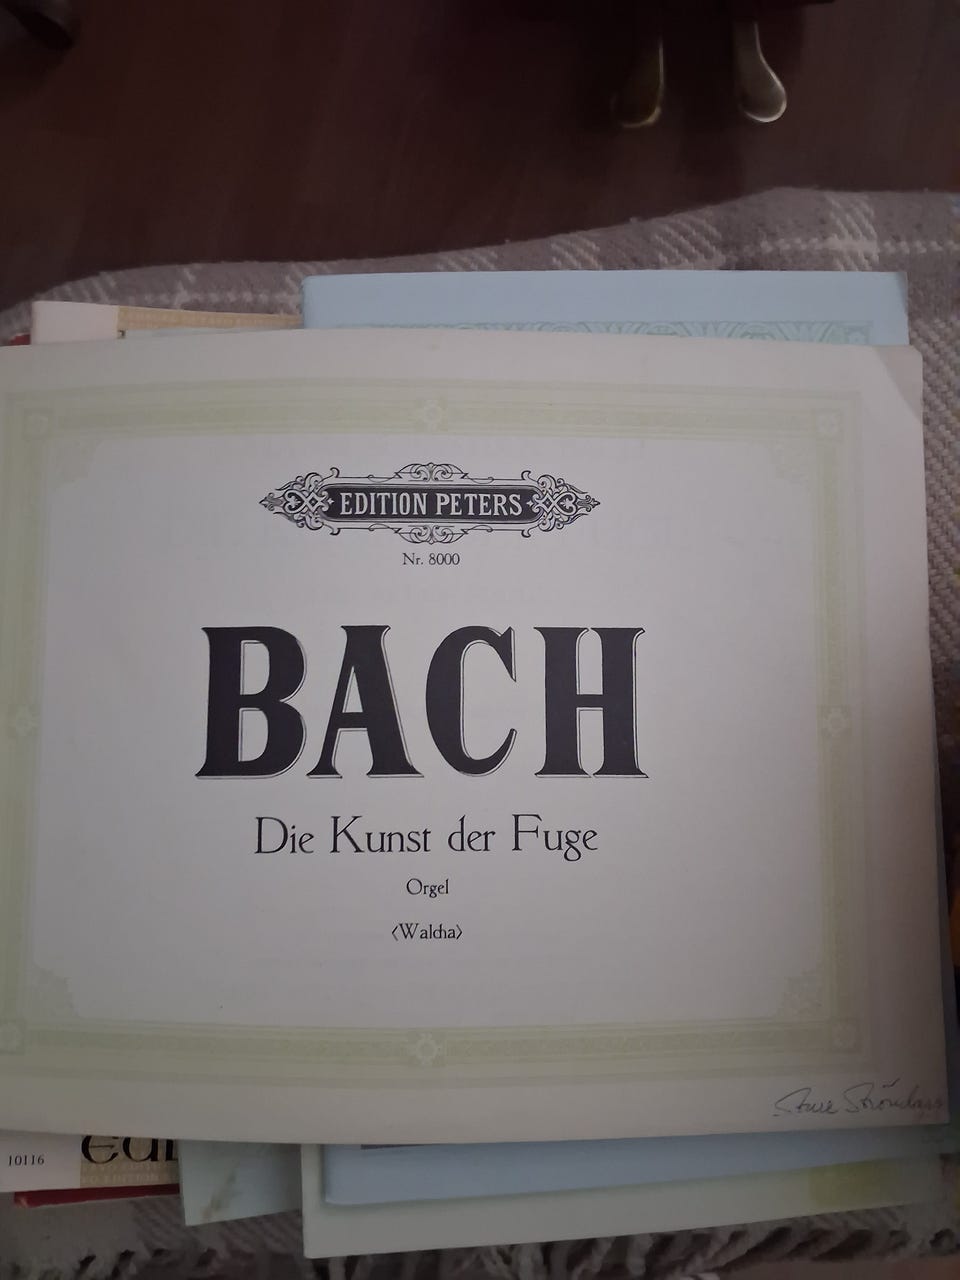 EDITION PETERS
Nr. 8000
BACH
Die Kunst der Fuge
Orgel
‹Walcha›
10116